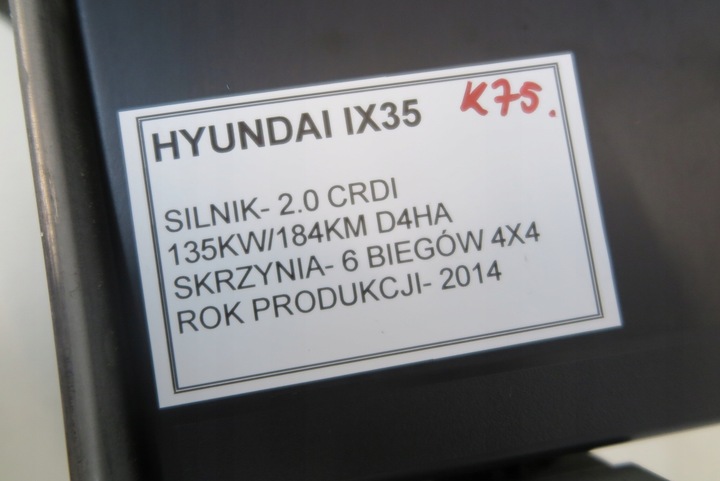 HYUNDAI IX35 K75.
SILNIK- 2.0 CRDI
135KW/184KM D4HA
SKRZYNIA- 6 BIEGÓW 4X4
ROK PRODUKCJI- 2014